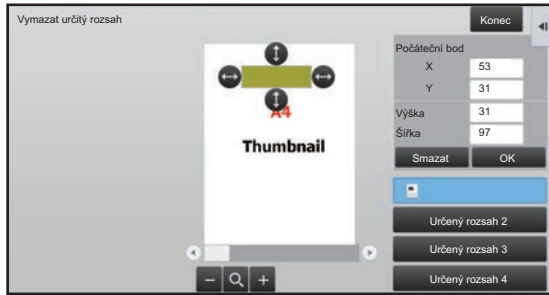 Vymazat určitý rozsah
Konec
Počáteční bod
X 53
Y 31
Výška 31
Šířka 97
Smazat OK
A4
Thumbnail
Určený rozsah 2
Určený rozsah 3
Určený rozsah 4